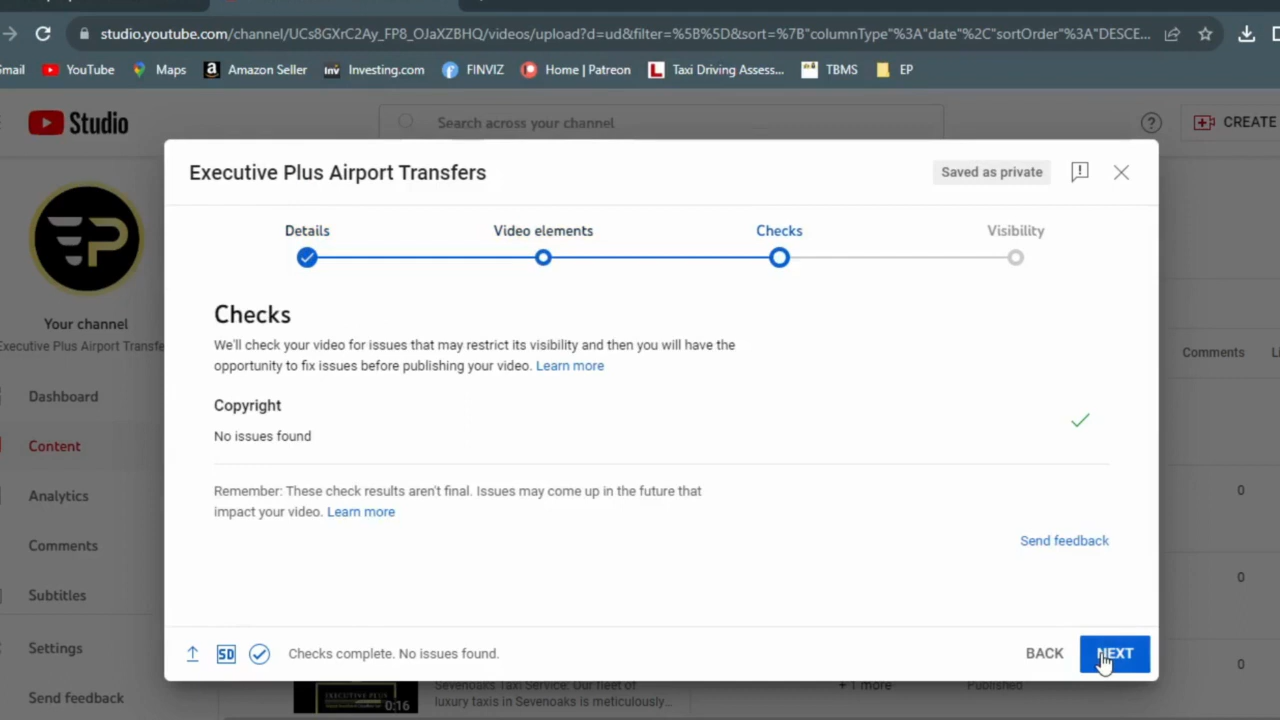 studio.youtube.com/channel/UCs8GXrC2Ay_FP8_OJaXZBHQ/videos/upload?d=ud&filter=%5B%5D&sort=%7B"columnType"%3A"date"%2C"sortOrder"%3A"DESCE...
mail YouTube Maps Amazon Seller Investing.com FINVIZ Home | Patreon Taxi Driving Assess... TBMS EP
Studio
Search across your channel
CREATE
Executive Plus Airport Transfers
Saved as private
Details Video elements Checks Visibility
Checks
We'll check your video for issues that may restrict its visibility and then you will have the
opportunity to fix issues before publishing your video. Learn more
Copyright
No issues found
Remember: These check results aren't final. Issues may come up in the future that
impact your video. Learn more
Send feedback
SD Checks complete. No issues found.
BACK NEXT
P
Your channel
Executive Plus Airport Transfe
Dashboard
Content
Analytics
Comments
Subtitles
Settings
Send feedback
Comments
0
0
0
EXECUTIVE PLUS
0:16
Sevenoaks Taxi Service: Our fleet of
luxury taxis in Sevenoaks is meticulously...
+ 1 more
Published